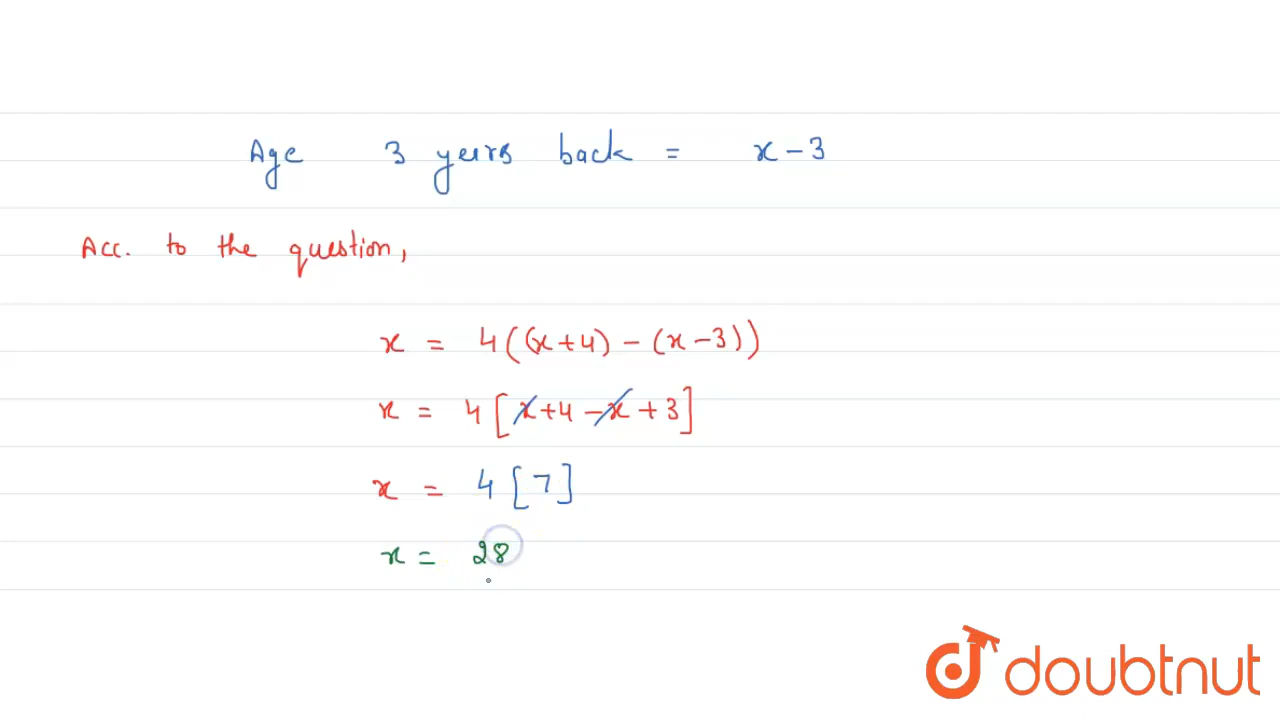 Age 3 years back = x - 3
Acc. to the question,
x = 4((x+4) - (x-3))
x = 4[x+4-x+3]
x = 4[7]
x = 28
doubtnut